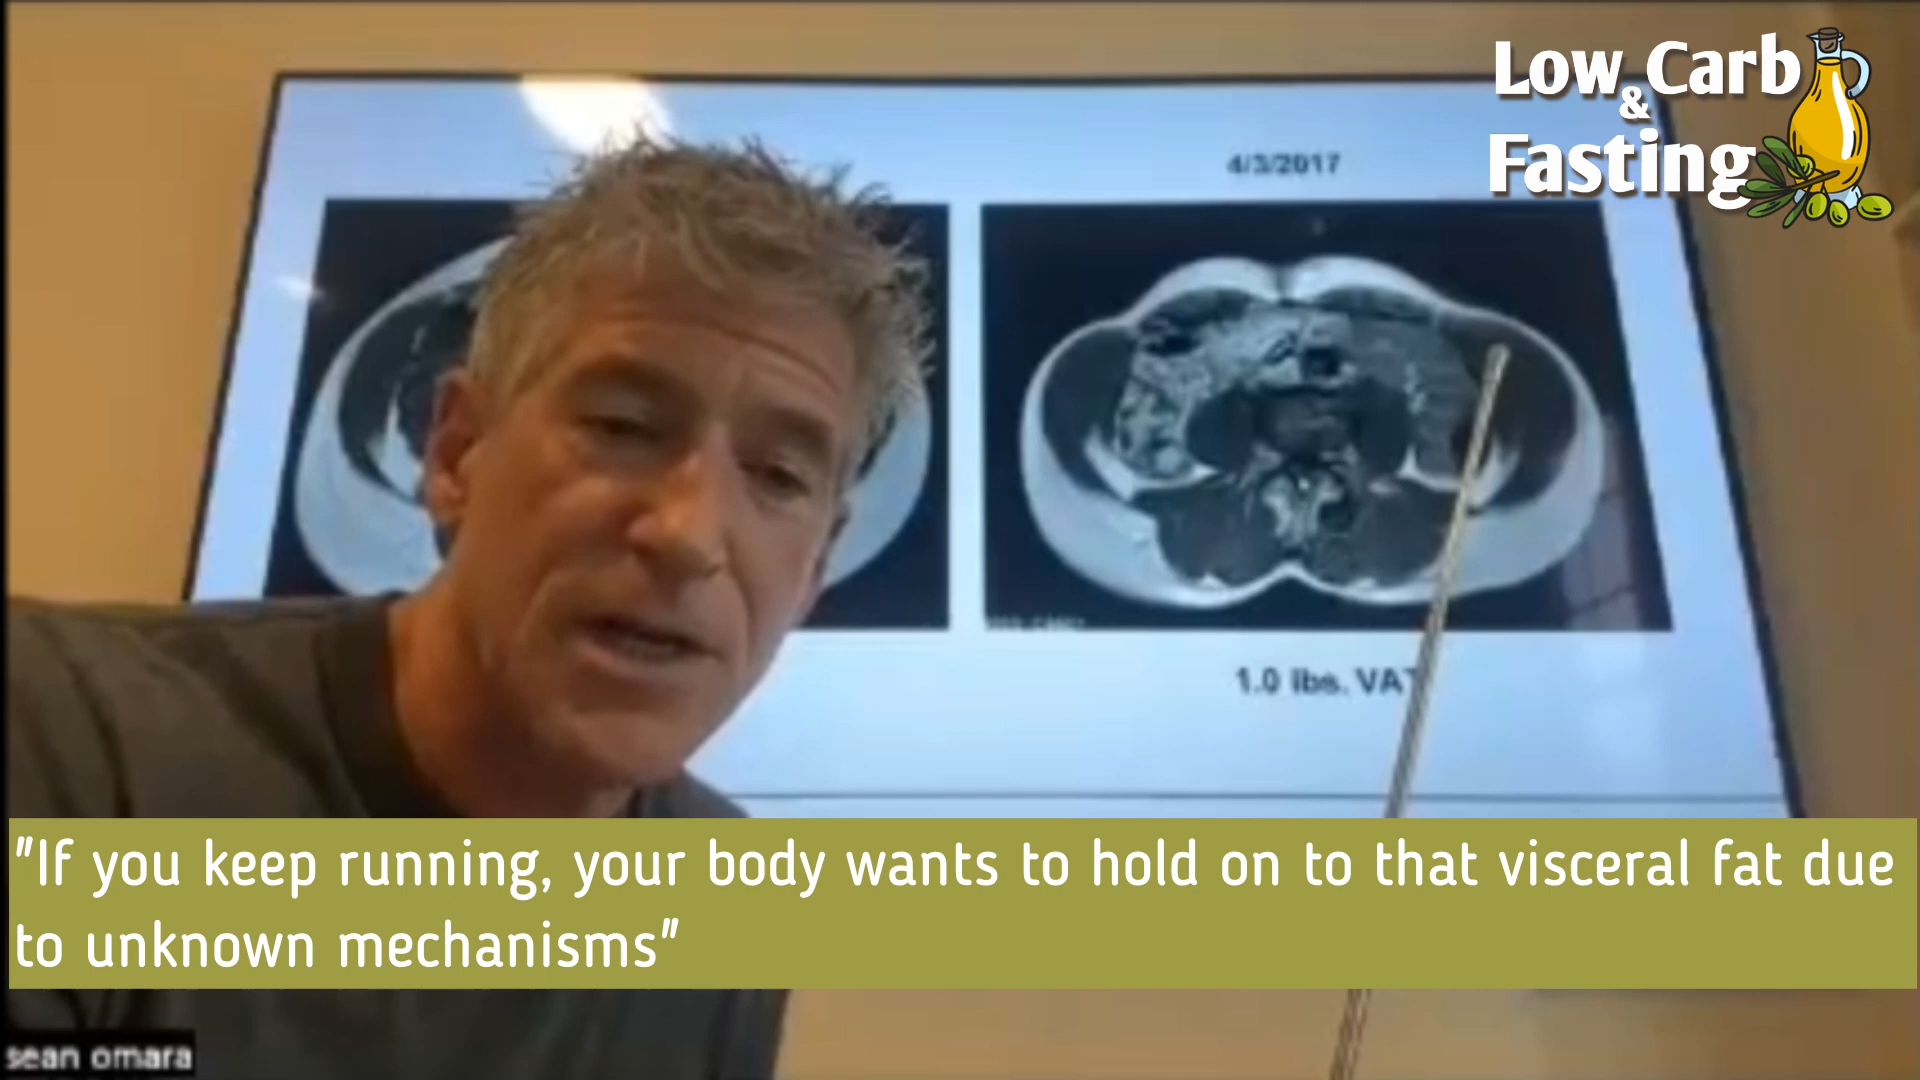 Low Carb
&
Fasting
4/3/2017
1.0 lbs. VAT
"If you keep running, your body wants to hold on to that visceral fat due
to unknown mechanisms"
sean omara